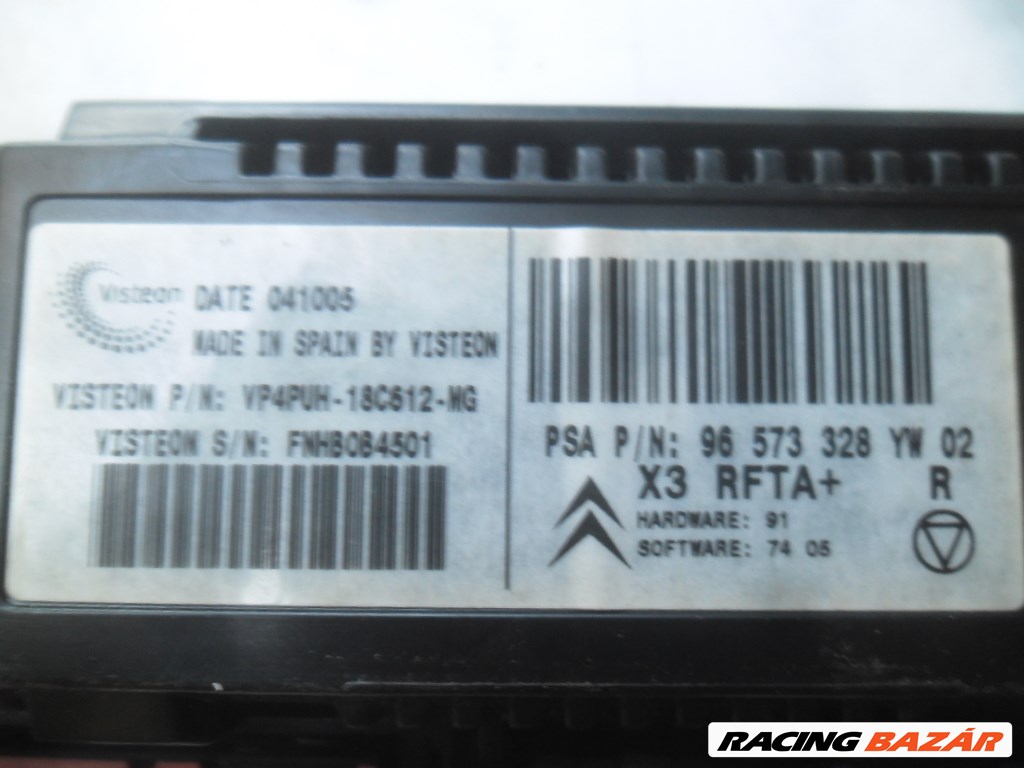 Visteon
DATE 041005
MADE IN SPAIN BY VISTEON
VISTEON P/N: VP4PUH-18C612-MG
VISTEON S/N: FNHB0B4501
PSA P/N: 96 573 328 YW 02
X3 RFTA+ R
HARDWARE: 91
SOFTWARE: 74 05
RACING BAZÁR